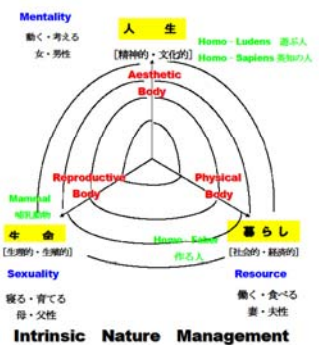 Mentality
動く・考える
女・男性
人 生
[精神的・文化的]
Homo‐Ludens 遊ぶ人
Homo‐Sapiens 英知の人
Aesthetic
Body
Reproductive
Body
Physical
Body
Mammal
哺乳動物
Homo‐Faber
作る人
生 命
[生理的・生殖的]
暮らし
[社会的・経済的]
Sexuality
寝る・育てる
母・父性
Resource
働く・食べる
妻・夫性
Intrinsic Nature Management